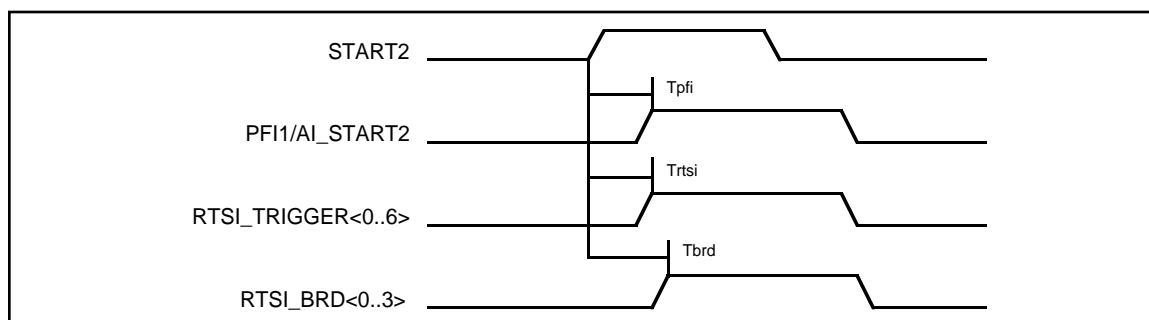 START2
Tpfi
PFI1/AI_START2
Trtsi
RTSI_TRIGGER<0..6>
Tbrd
RTSI_BRD<0..3>